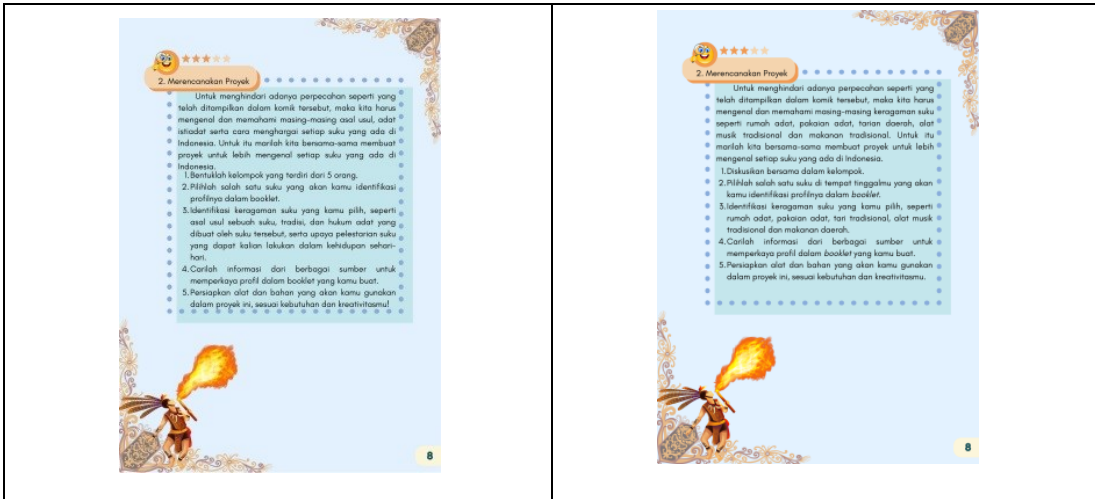 2. Merencanakan Proyek
Untuk menghindari adanya perpecahan seperti yang
telah ditampilkan dalam komik tersebut, maka kita harus
mengenal dan memahami masing-masing asal usul, adat
istiadat serta cara menghargai setiap suku yang ada di
Indonesia. Untuk itu marilah kita bersama-sama membuat
proyek untuk lebih mengenal setiap suku yang ada di
Indonesia.
1. Bentuklah kelompok yang terdiri dari 5 orang.
2. Pilihlah salah satu suku yang akan kamu identifikasi
profilnya dalam booklet.
3. Identifikasi keragaman suku yang kamu pilih, seperti
asal usul sebuah suku, tradisi, dan hukum adat yang
dibuat oleh suku tersebut, serta upaya pelestarian suku
yang dapat kalian lakukan dalam kehidupan sehari-
hari.
4. Carilah informasi dari berbagai sumber untuk
memperkaya profil dalam booklet yang kamu buat.
5. Persiapkan alat dan bahan yang akan kamu gunakan
dalam proyek ini, sesuai kebutuhan dan kreativitasmu!
8
2. Merencanakan Proyek
Untuk menghindari adanya perpecahan seperti yang
telah ditampilkan dalam komik tersebut, maka kita harus
mengenal dan memahami masing-masing keragaman suku
seperti rumah adat, pakaian adat, tarian daerah, alat
musik tradisional dan makanan tradisional. Untuk itu
marilah kita bersama-sama membuat proyek untuk lebih
mengenal setiap suku yang ada di Indonesia.
1. Diskusikan bersama dalam kelompok.
2. Pilihlah salah satu suku di tempat tinggalmu yang akan
kamu identifikasi profilnya dalam booklet.
3. Identifikasi keragaman suku yang kamu pilih, seperti
rumah adat, pakaian adat, tari tradisional, alat musik
tradisional dan makanan daerah.
4. Carilah informasi dari berbagai sumber untuk
memperkaya profil dalam booklet yang kamu buat.
5. Persiapkan alat dan bahan yang akan kamu gunakan
dalam proyek ini, sesuai kebutuhan dan kreativitasmu.
8